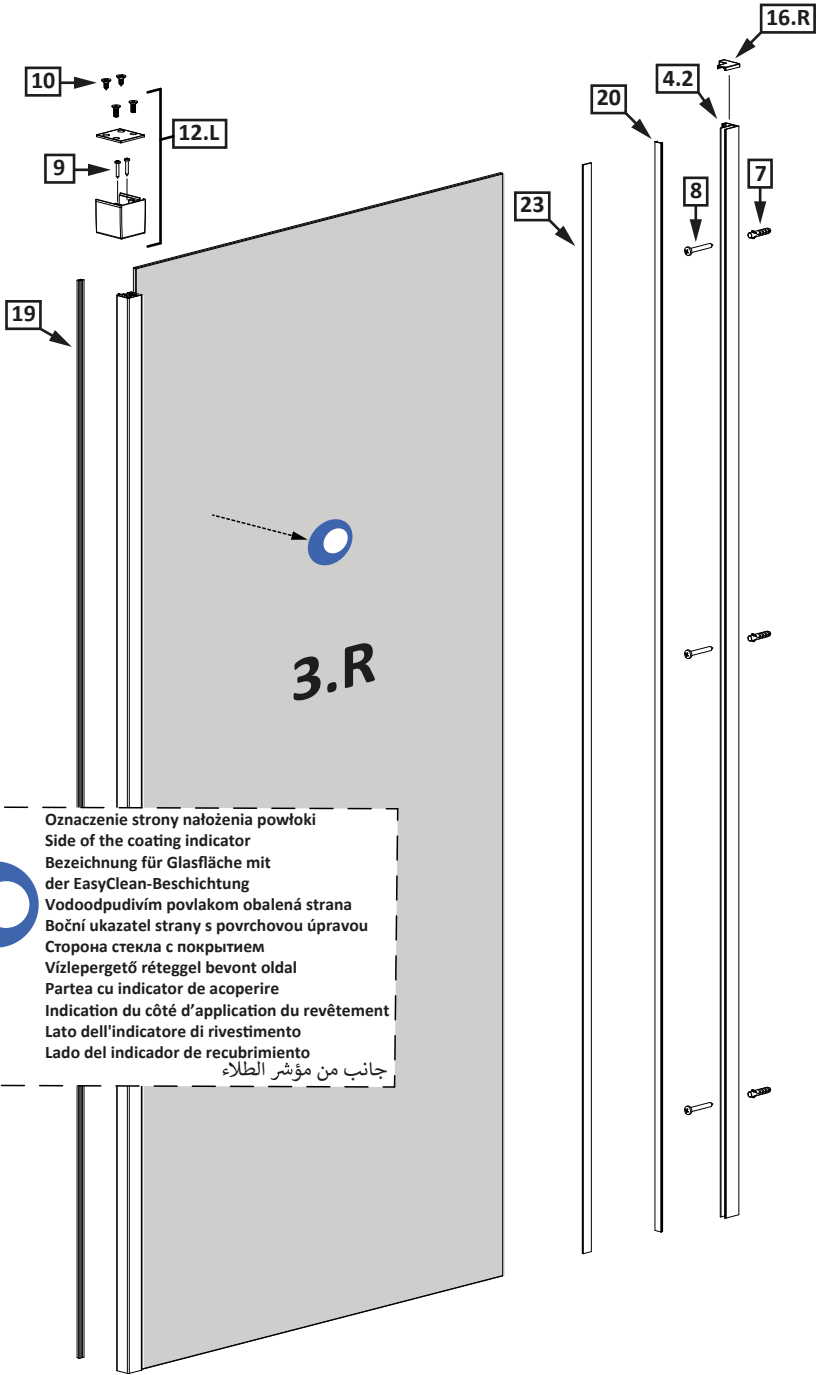 16.R
10
4.2
20
12.L
9
7
8
23
19
3.R
Oznaczenie strony nałożenia powłoki
Side of the coating indicator
Bezeichnung für Glasfläche mit
der EasyClean-Beschichtung
Vodoodpudivím povlakom obalená strana
Boční ukazatel strany s povrchovou úpravou
Сторона стекла с покрытием
Vízlepergető réteggel bevont oldal
Partea cu indicator de acoperire
Indication du côté d’application du revêtement
Lato dell'indicatore di rivestimento
Lado del indicador de recubrimiento
جانب من مؤشر الطلاء